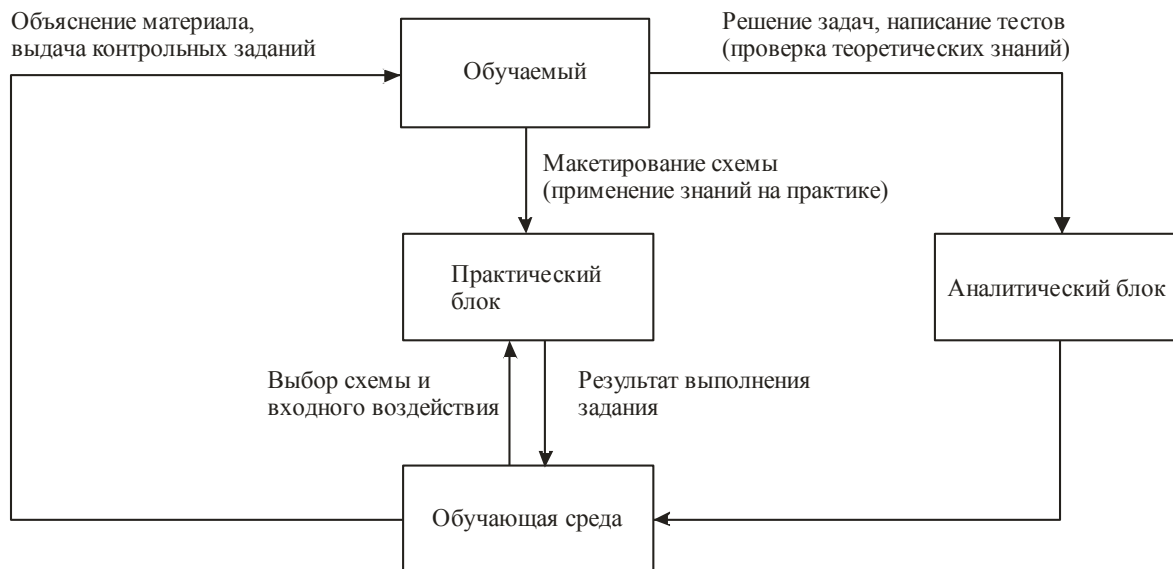 Объяснение материала,
выдача контрольных заданий
Решение задач, написание тестов
(проверка теоретических знаний)
Обучаемый
Макетирование схемы
(применение знаний на практике)
Практический
блок
Аналитический блок
Выбор схемы и
входного воздействия
Результат выполнения
задания
Обучающая среда